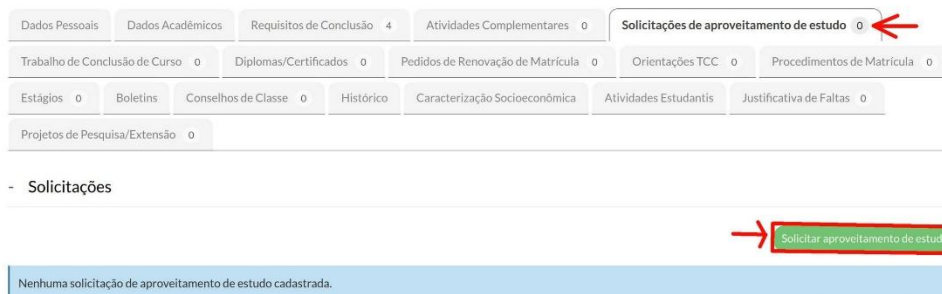 Dados Pessoais Dados Acadêmicos Requisitos de Conclusão 4 Atividades Complementares 0 Solicitações de aproveitamento de estudo 0
Trabalho de Conclusão de Curso 0 Diplomas/Certificados 0 Pedidos de Renovação de Matrícula 0 Orientações TCC 0 Procedimentos de Matrícula 0
Estágios 0 Boletins Conselhos de Classe 0 Histórico Caracterização Socioeconômica Atividades Estudantis Justificativa de Faltas 0
Projetos de Pesquisa/Extensão 0
- Solicitações
Solicitar aproveitamento de estud
Nenhuma solicitação de aproveitamento de estudo cadastrada.